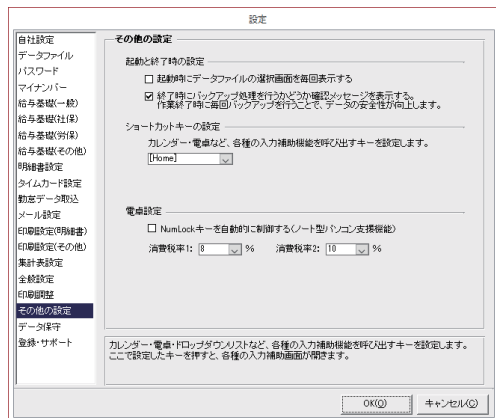 設定
自社設定
データファイル
パスワード
マイナンバー
給与基礎(一般)
給与基礎(社保)
給与基礎(労保)
給与基礎(その他)
明細書設定
タイムカード設定
勤怠データ取込
メール設定
印刷設定(明細書)
印刷設定(その他)
集計表設定
全般設定
印刷調整
その他の設定
データ保守
登録・サポート
その他の設定
起動と終了時の設定
起動時にデータファイルの選択画面を毎回表示する
終了時にバックアップ処理を行うかどうか確認メッセージを表示する。
作業終了時に毎回バックアップを行うことで、データの安全性が向上します。
ショートカットキーの設定
カレンダー・電卓など、各種の入力補助機能を呼び出すキーを設定します。
[Home]
電卓設定
NumLockキーを自動的に制御する(ノート型パソコン支援機能)
消費税率1: 8 % 消費税率2: 10 %
カレンダー・電卓・ドロップダウンリストなど、各種の入力補助機能を呼び出すキーを設定します。
ここで設定したキーを押すと、各種の入力補助画面が開きます。
OK(O) キャンセル(C)